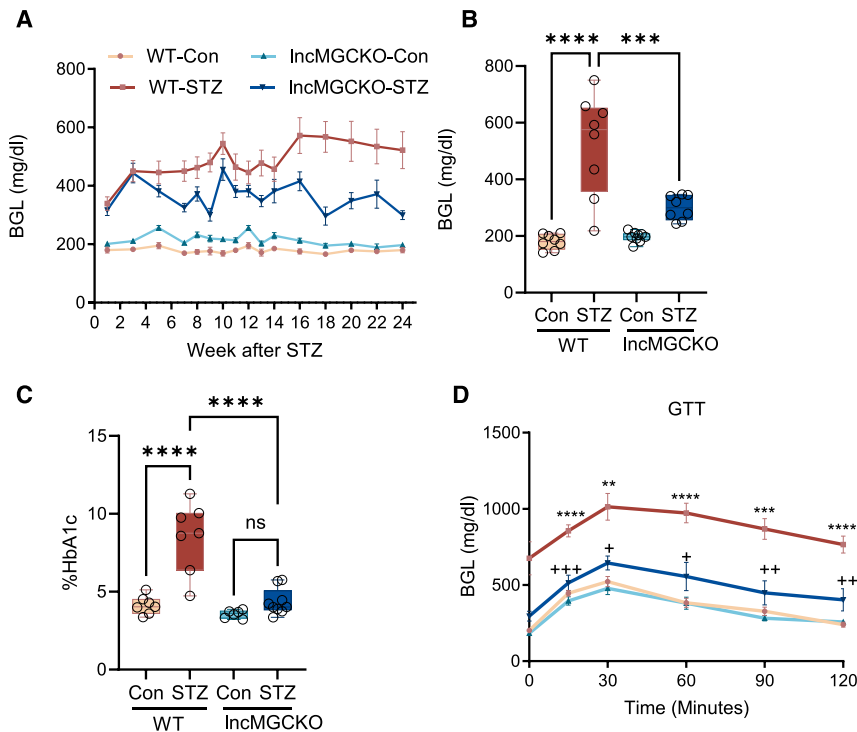 A
WT-Con
lncMGCKO-Con
WT-STZ
lncMGCKO-STZ
BGL (mg/dl)
800
600
400
200
0
0 2 4 6 8 10 12 14 16 18 20 22 24
Week after STZ
B
**** ***
BGL (mg/dl)
800
600
400
200
0
Con STZ Con STZ
WT lncMGCKO
C
****
****
ns
%HbA1c
15
10
5
0
Con STZ Con STZ
WT lncMGCKO
D
GTT
BGL (mg/dl)
1500
1000
500
0
**** ** **** *** ****
+++ + + ++ ++
0 30 60 90 120
Time (Minutes)